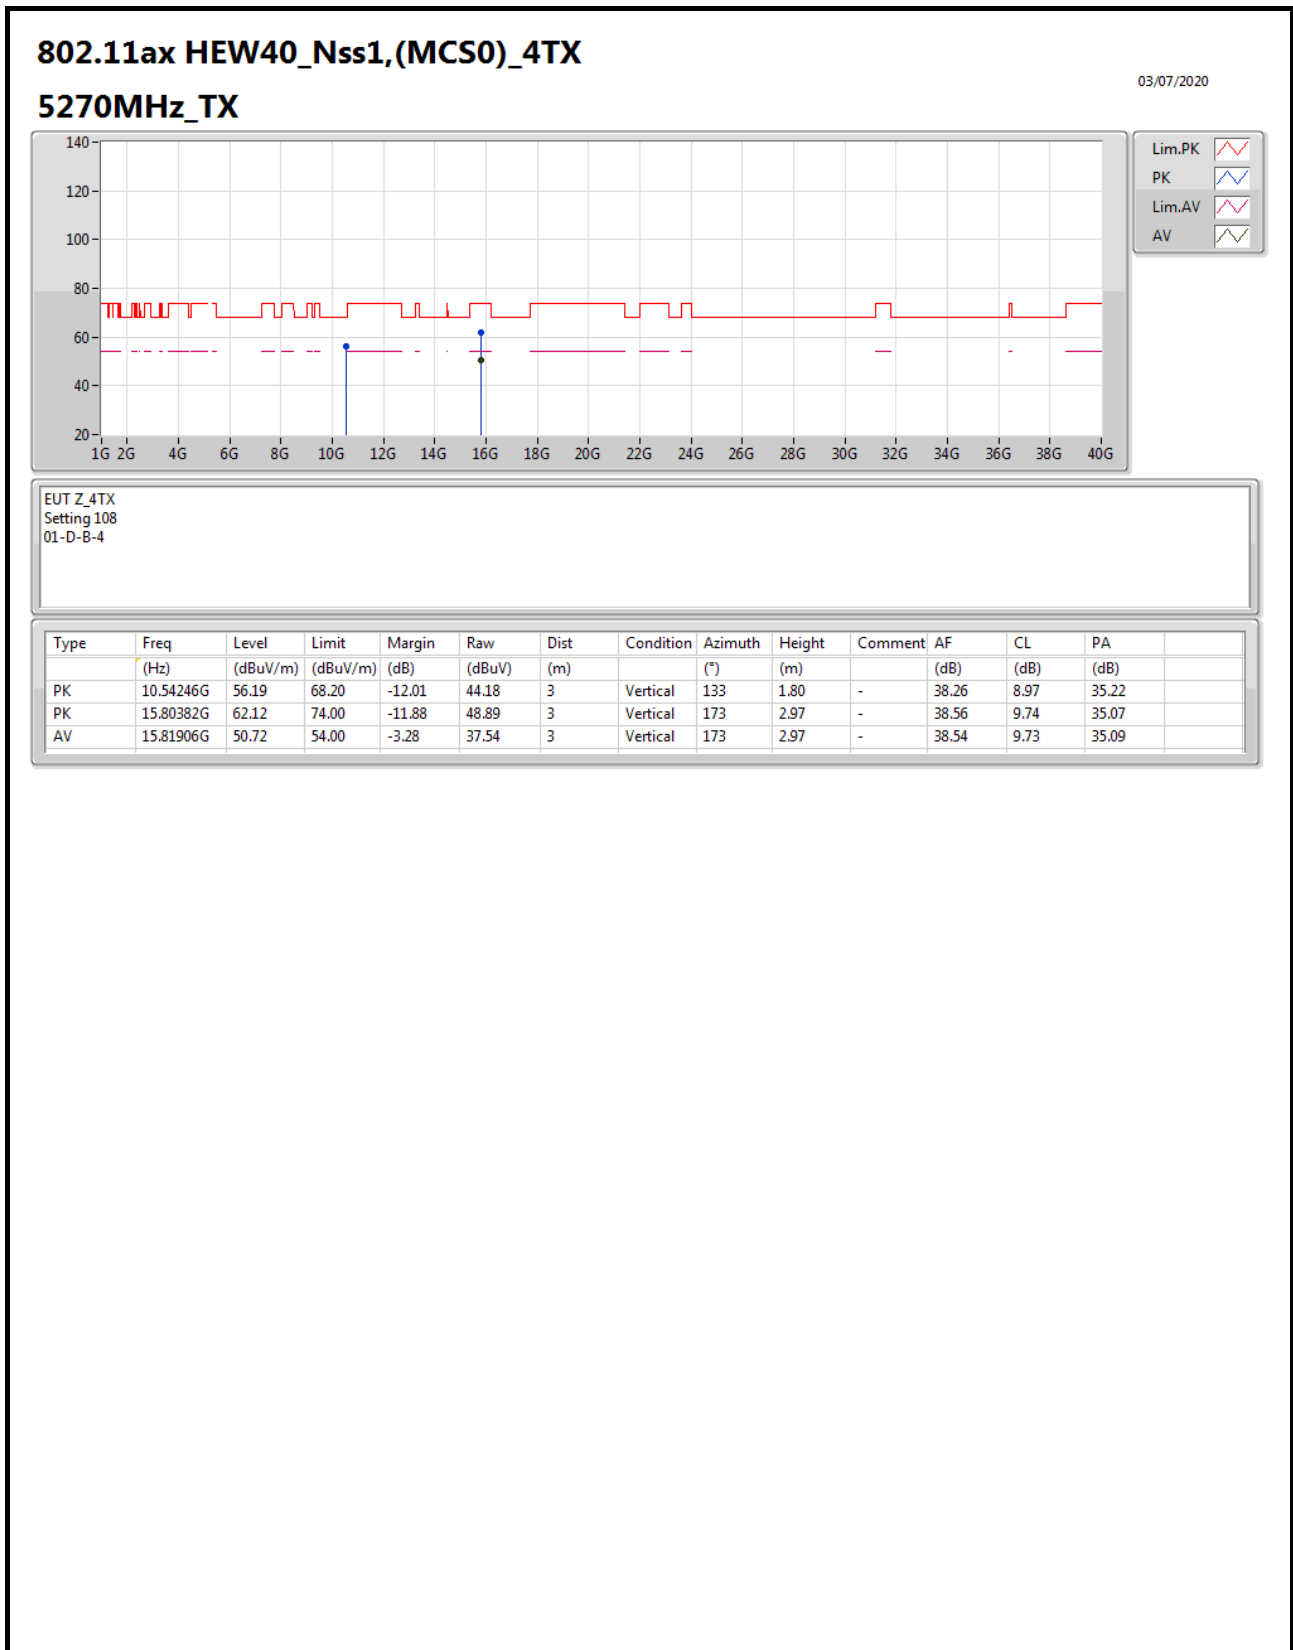 802.11ax HEW40_Nss1,(MCS0)_4TX
03/07/2020
5270MHz_TX
140
120
100
80
60
40
20
1G 2G 4G 6G 8G 10G 12G 14G 16G 18G 20G 22G 24G 26G 28G 30G 32G 34G 36G 38G 40G
Lim.PK
PK
Lim.AV
AV
EUT Z_4TX
Setting 108
01-D-B-4
Type Freq Level Limit Margin Raw Dist Condition Azimuth Height Comment AF CL PA
(Hz) (dBuV/m) (dBuV/m) (dB) (dBuV) (m) (°) (m) (dB) (dB) (dB)
PK 10.54246G 56.19 68.20 -12.01 44.18 3 Vertical 133 1.80 - 38.26 8.97 35.22
PK 15.80382G 62.12 74.00 -11.88 48.89 3 Vertical 173 2.97 - 38.56 9.74 35.07
AV 15.81906G 50.72 54.00 -3.28 37.54 3 Vertical 173 2.97 - 38.54 9.73 35.09